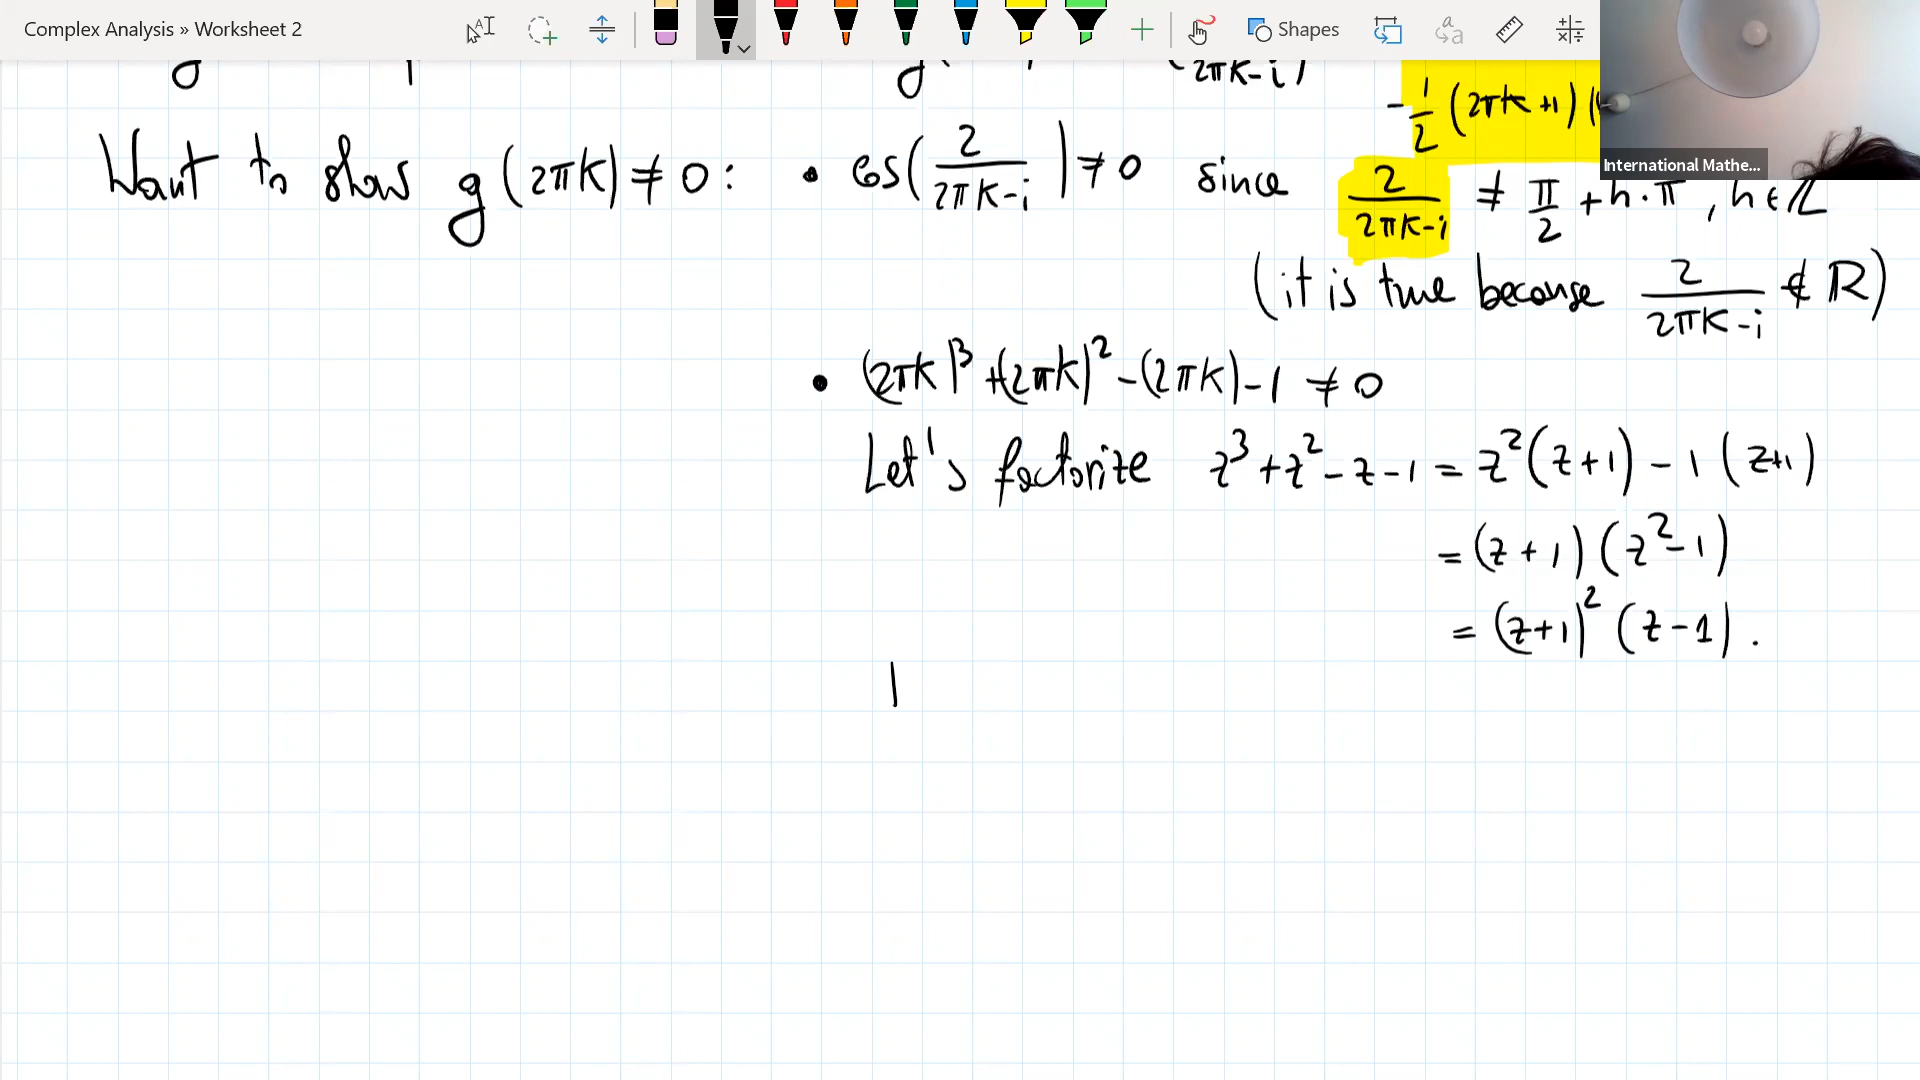 Complex Analysis » Worksheet 2
Shapes
International Mathe...
2πK-i)
-1/2 (2πK+1)(
Want to show g(2πK) ≠ 0: • cos(2/(2πK-i)) ≠ 0 since 2/(2πK-i) ≠ π/2 + n·π, n∈ℤ
(it is true because 2/(2πK-i) ∉ ℝ)
• (2πK)³ + (2πK)² - (2πK) - 1 ≠ 0
Let's factorize z³ + z² - z - 1 = z²(z+1) - 1(z+1)
= (z+1)(z²-1)
= (z+1)²(z-1).